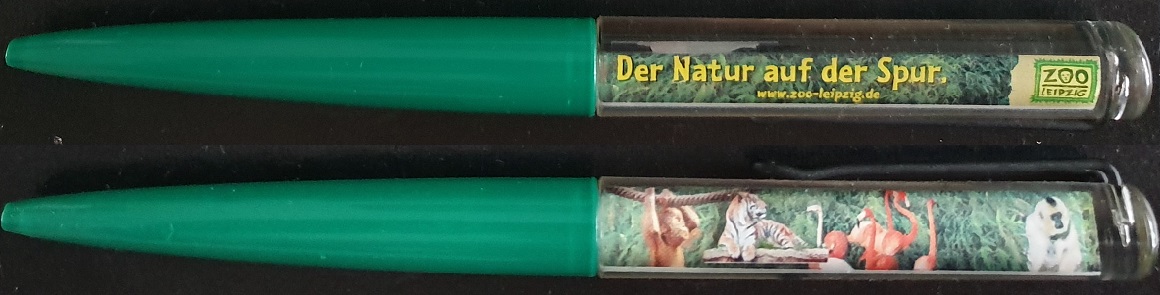 Der Natur auf der Spur.
www.zoo-leipzig.de
ZOO
LEIPZIG